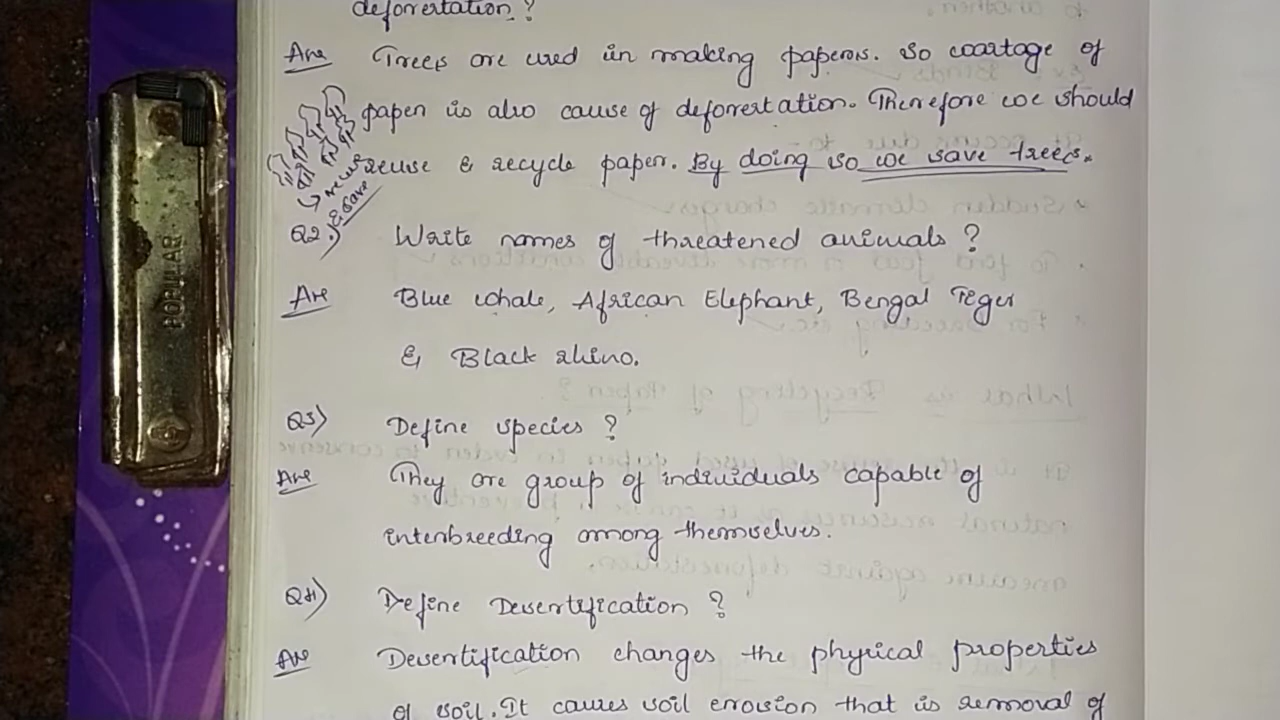 deforestation?
Ans Trees are used in making papers. So wastage of
paper is also cause of deforestation. Therefore we should
reuse & recycle paper. By doing so we save trees.
→ reuse
& save
Q2.) Write names of threatened animals?
Ans Blue whale, African Elephant, Bengal Teger
& Black rhino.
Q3) Define species?
Ans They are group of individuals capable of
interbreeding among themselves.
Q4) Define Desertification?
Ans Desertification changes the physical properties
of soil. It causes soil erosion that is removal of
POPULAR